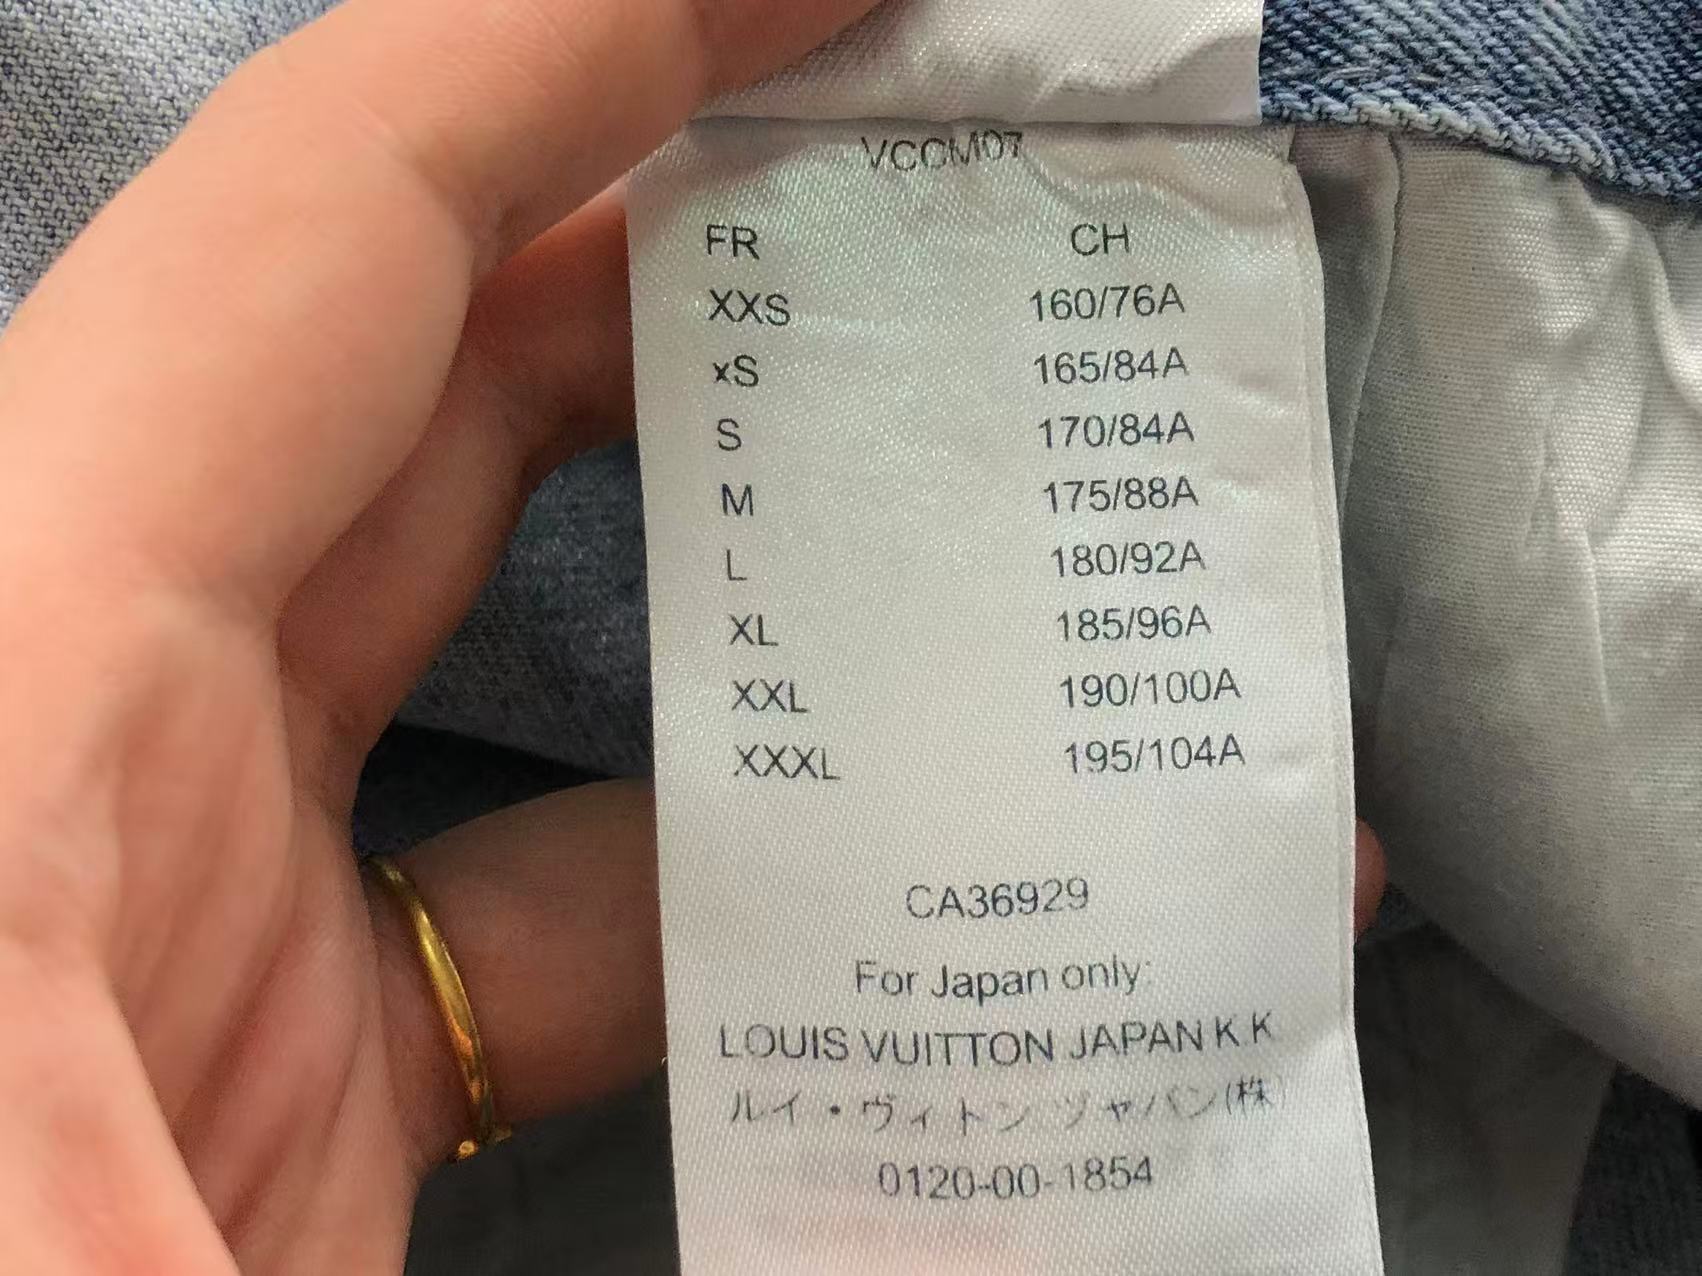 VCCM07
FR CH
XXS 160/76A
xS 165/84A
S 170/84A
M 175/88A
L 180/92A
XL 185/96A
XXL 190/100A
XXXL 195/104A
CA36929
For Japan only:
LOUIS VUITTON JAPAN K K
ルイ・ヴィトン ジャパン(株)
0120-00-1854